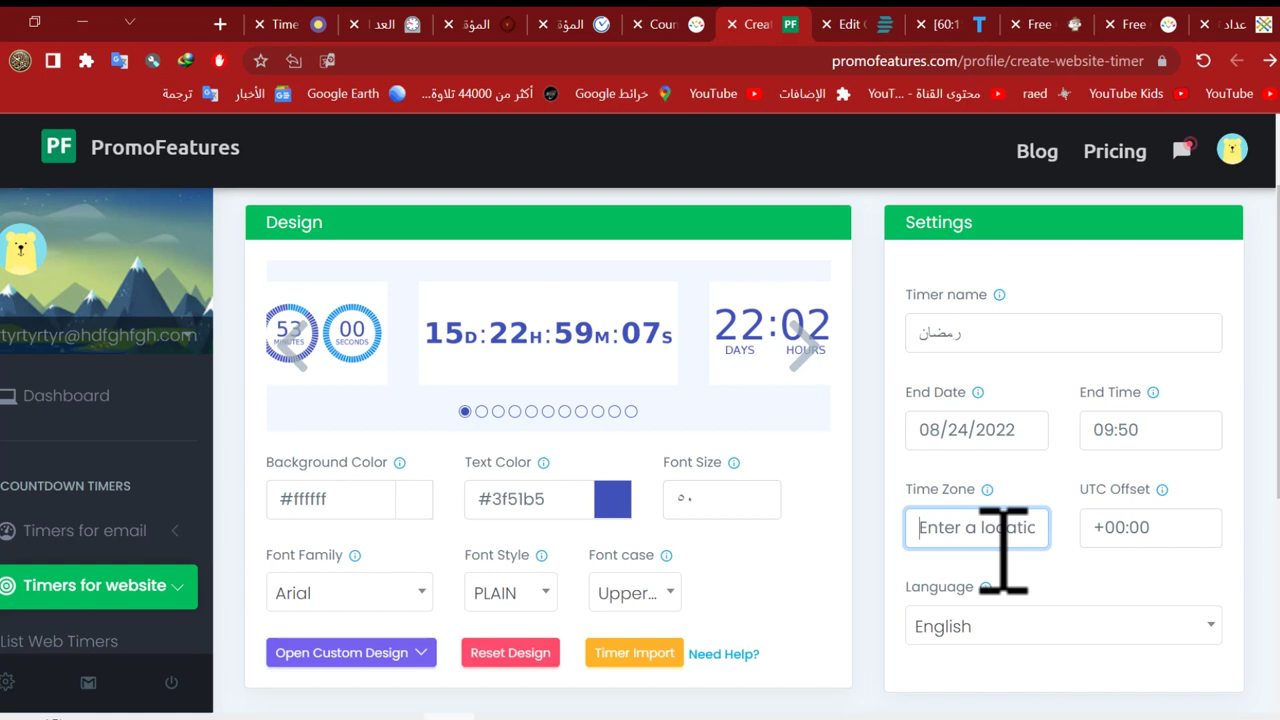 Time
العد
المؤة
المؤة
Coun
Crea
Edit C
[60:1
Free
Free
عداد
promofeatures.com/profile/create-website-timer
ترجمة
الأخبار
Google Earth
أكثر من 44000 تلاوة...
خرائط Google
YouTube
الإضافات
محتوى القناة - YouT...
raed
YouTube Kids
YouTube
PF PromoFeatures
Blog
Pricing
tyrtyrtyr@hdfghfgh.com
Dashboard
COUNTDOWN TIMERS
Timers for email
Timers for website
List Web Timers
Design
53 MINUTES
00 SECONDS
15D:22H:59M:07S
22:02
DAYS HOURS
Background Color
Text Color
Font Size
#ffffff
#3f51b5
٥٠
Font Family
Font Style
Font case
Arial
PLAIN
Upper...
Open Custom Design
Reset Design
Timer Import
Need Help?
Settings
Timer name
رمضان
End Date
End Time
08/24/2022
09:50
Time Zone
UTC Offset
Enter a locatic
+00:00
Language
English